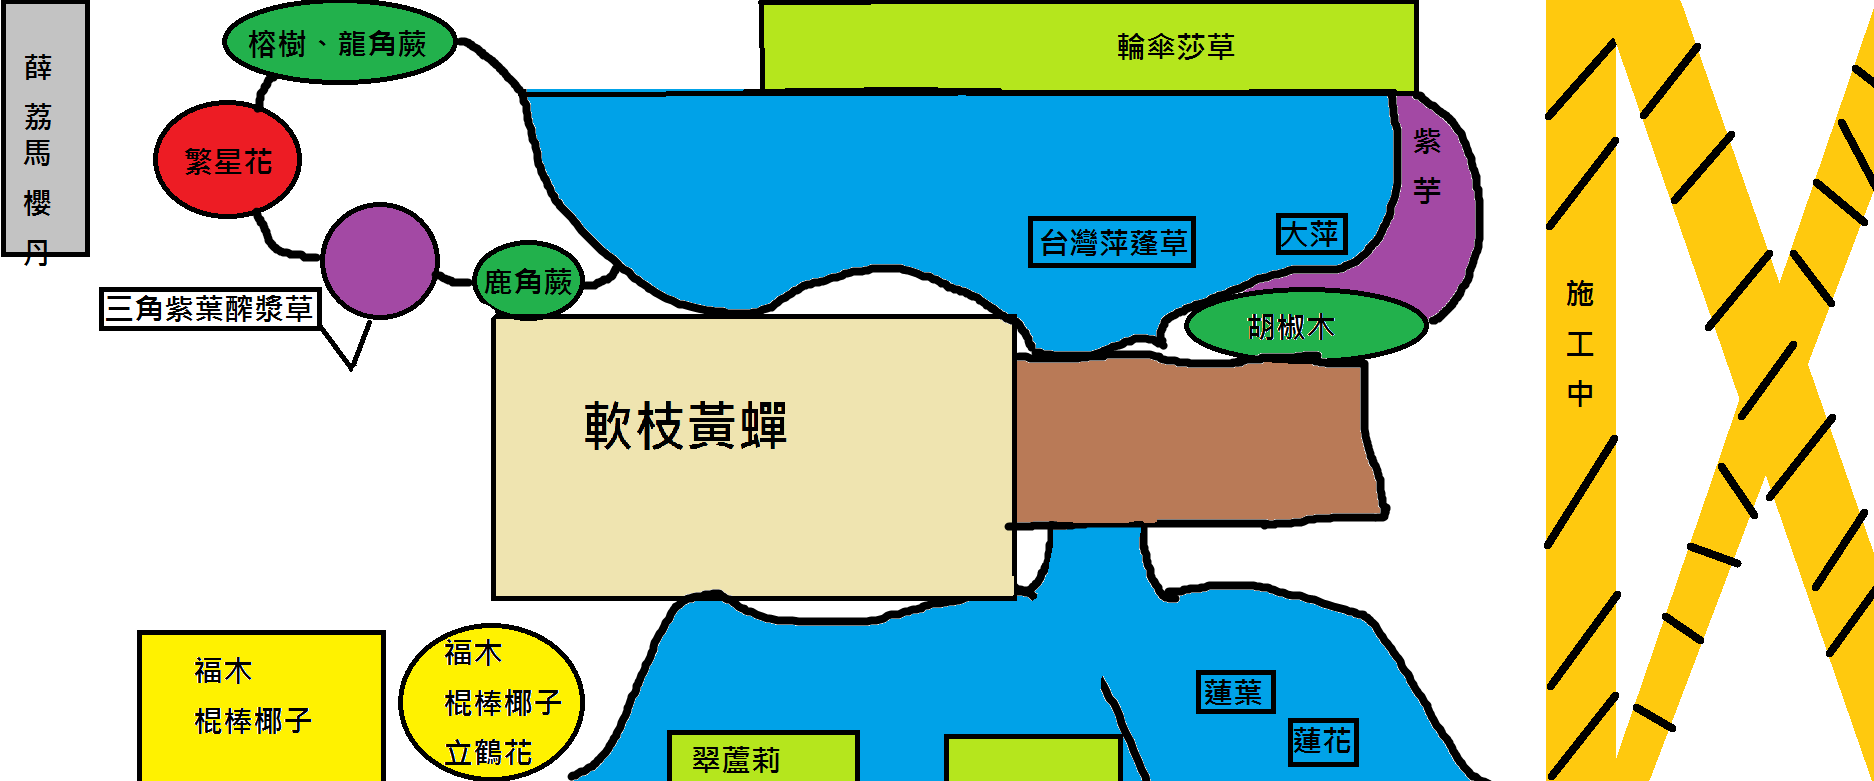 薜荔馬櫻丹
榕樹、龍角蕨
輪傘莎草
繁星花
紫芋
台灣萍蓬草
大萍
鹿角蕨
三角紫葉醡漿草
胡椒木
施工中
軟枝黃蟬
福木
棍棒椰子
福木
棍棒椰子
立鶴花
蓮葉
蓮花
翠蘆莉